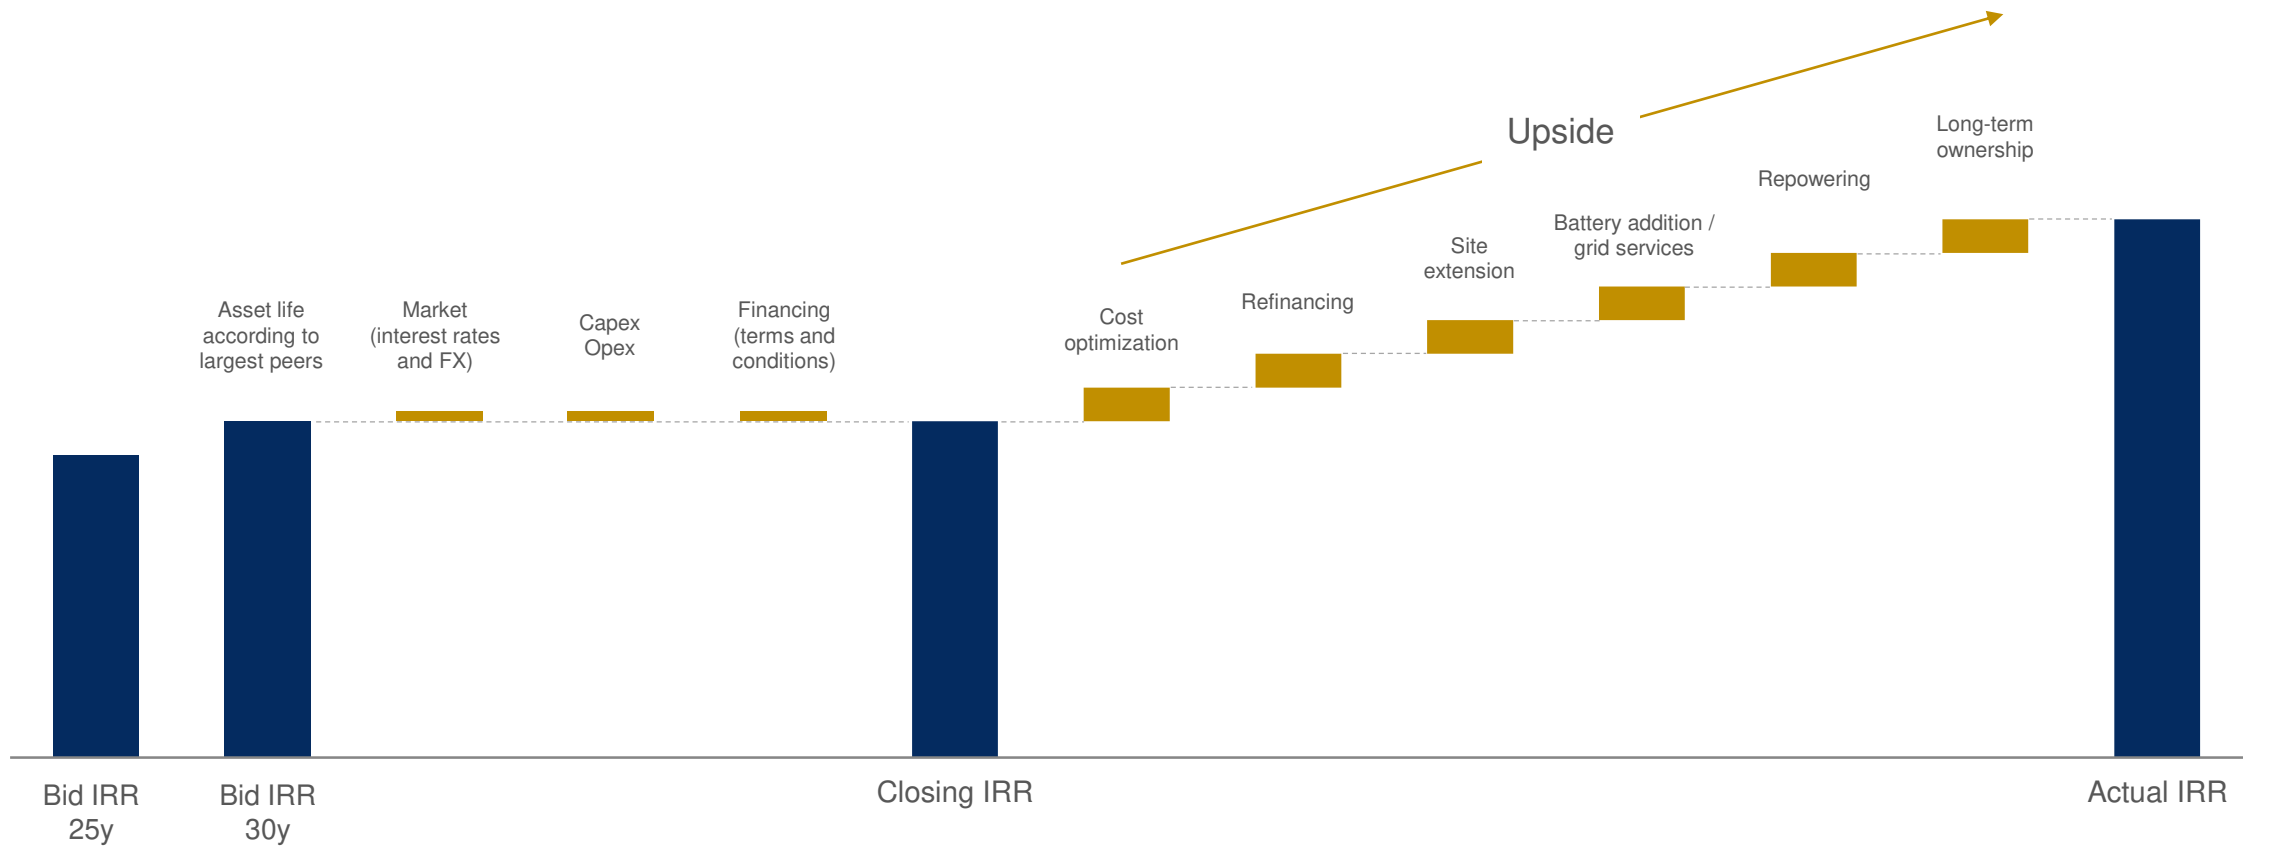 Upside
Asset life
according to
largest peers
Market
(interest rates
and FX)
Capex
Opex
Financing
(terms and
conditions)
Cost
optimization
Refinancing
Site
extension
Battery addition /
grid services
Repowering
Long-term
ownership
Bid IRR
25y
Bid IRR
30y
Closing IRR
Actual IRR